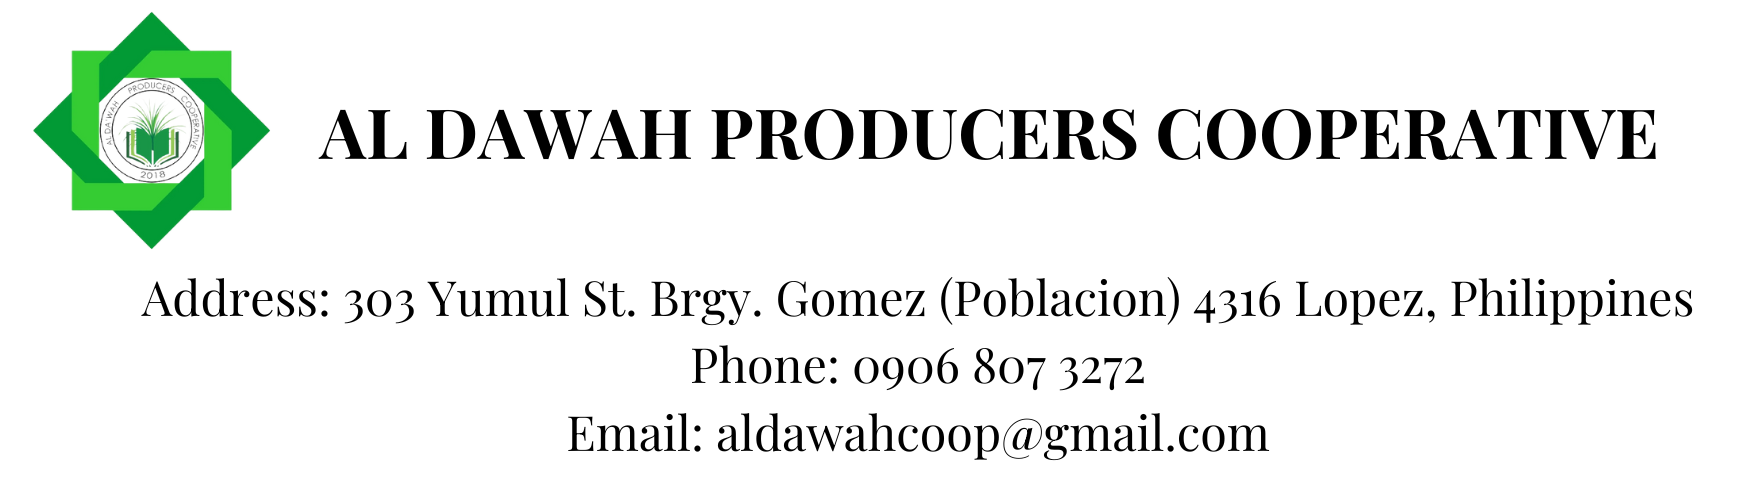 AL DAWAH PRODUCERS COOPERATIVE
2018
AL DAWAH PRODUCERS COOPERATIVE
Address: 303 Yumul St. Brgy. Gomez (Poblacion) 4316 Lopez, Philippines
Phone: 0906 807 3272
Email: aldawahcoop@gmail.com